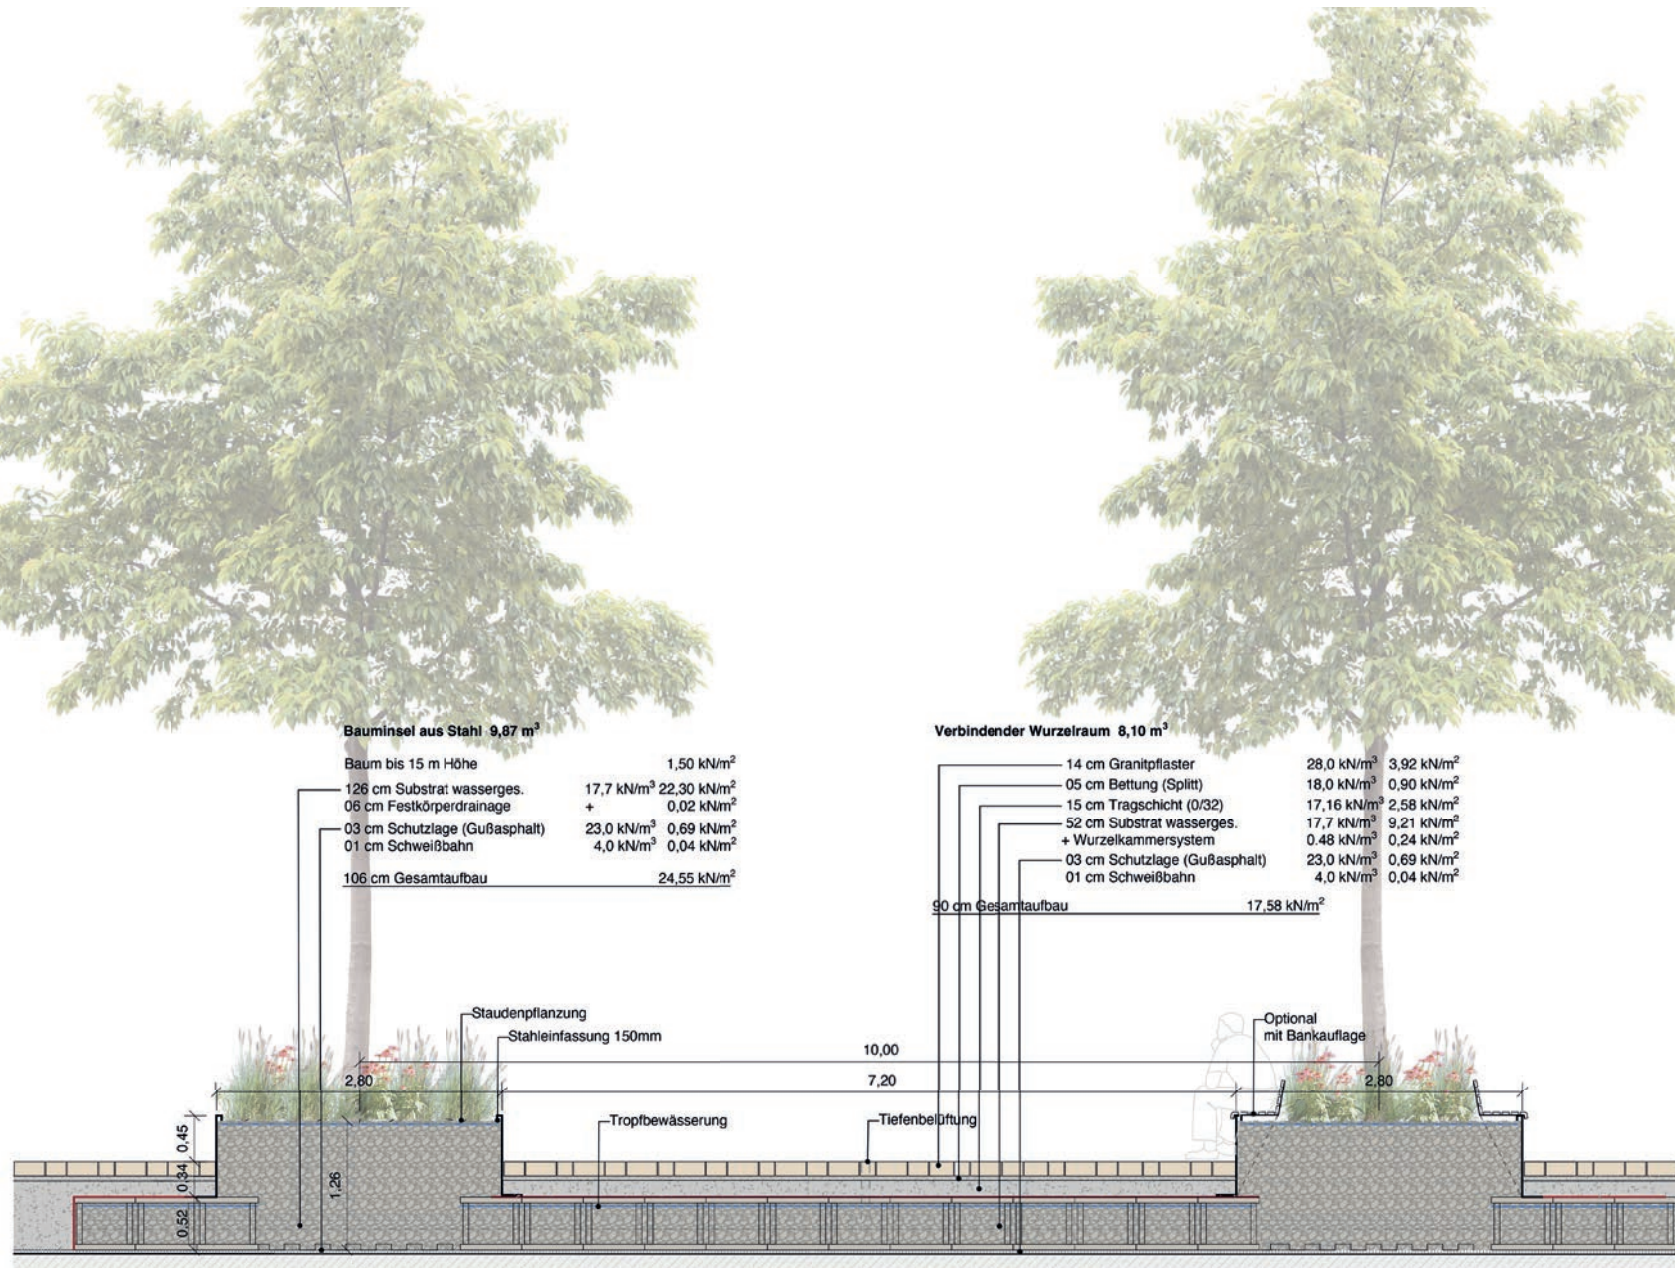 Bauminsel aus Stahl 9,87 m³
Baum bis 15 m Höhe 1,50 kN/m²
126 cm Substrat wasserges. 17,7 kN/m³ 22,30 kN/m²
06 cm Festkörperdrainage + 0,02 kN/m²
03 cm Schutzlage (Gußasphalt) 23,0 kN/m³ 0,69 kN/m²
01 cm Schweißbahn 4,0 kN/m³ 0,04 kN/m²
106 cm Gesamtaufbau 24,55 kN/m²
Verbindender Wurzelraum 8,10 m³
14 cm Granitpflaster 28,0 kN/m³ 3,92 kN/m²
05 cm Bettung (Splitt) 18,0 kN/m³ 0,90 kN/m²
15 cm Tragschicht (0/32) 17,16 kN/m³ 2,58 kN/m²
52 cm Substrat wasserges. 17,7 kN/m³ 9,21 kN/m²
+ Wurzelkammersystem 0.48 kN/m³ 0,24 kN/m²
03 cm Schutzlage (Gußasphalt) 23,0 kN/m³ 0,69 kN/m²
01 cm Schweißbahn 4,0 kN/m³ 0,04 kN/m²
90 cm Gesamtaufbau 17,58 kN/m²
Staudenpflanzung
Stahleinfassung 150mm
Optional
mit Bankauflage
10,00
2,80
7,20
2,80
Tropfbewässerung
Tiefenbelüftung
0,45
0,34
0.52
1,26